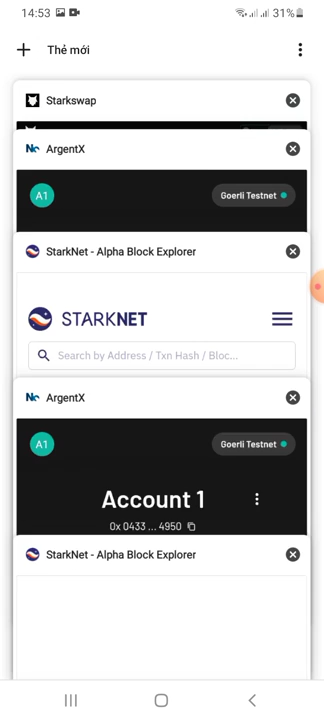 14:53
31%
Thẻ mới
Starkswap
ArgentX
A1
Goerli Testnet
StarkNet - Alpha Block Explorer
STARKNET
Search by Address / Txn Hash / Bloc...
ArgentX
A1
Goerli Testnet
Account 1
0x 0433 ... 4950
StarkNet - Alpha Block Explorer